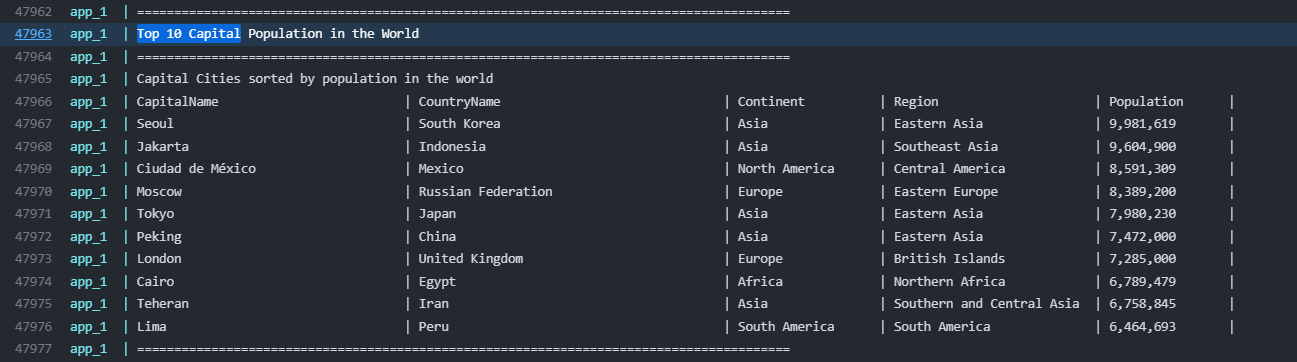 47962 app_1 | ========================================================================================
47963 app_1 | Top 10 Capital Population in the World
47964 app_1 | ========================================================================================
47965 app_1 | Capital Cities sorted by population in the world
47966 app_1 | CapitalName | CountryName | Continent | Region | Population |
47967 app_1 | Seoul | South Korea | Asia | Eastern Asia | 9,981,619 |
47968 app_1 | Jakarta | Indonesia | Asia | Southeast Asia | 9,604,900 |
47969 app_1 | Ciudad de México | Mexico | North America | Central America | 8,591,309 |
47970 app_1 | Moscow | Russian Federation | Europe | Eastern Europe | 8,389,200 |
47971 app_1 | Tokyo | Japan | Asia | Eastern Asia | 7,980,230 |
47972 app_1 | Peking | China | Asia | Eastern Asia | 7,472,000 |
47973 app_1 | London | United Kingdom | Europe | British Islands | 7,285,000 |
47974 app_1 | Cairo | Egypt | Africa | Northern Africa | 6,789,479 |
47975 app_1 | Teheran | Iran | Asia | Southern and Central Asia | 6,758,845 |
47976 app_1 | Lima | Peru | South America | South America | 6,464,693 |
47977 app_1 | ========================================================================================